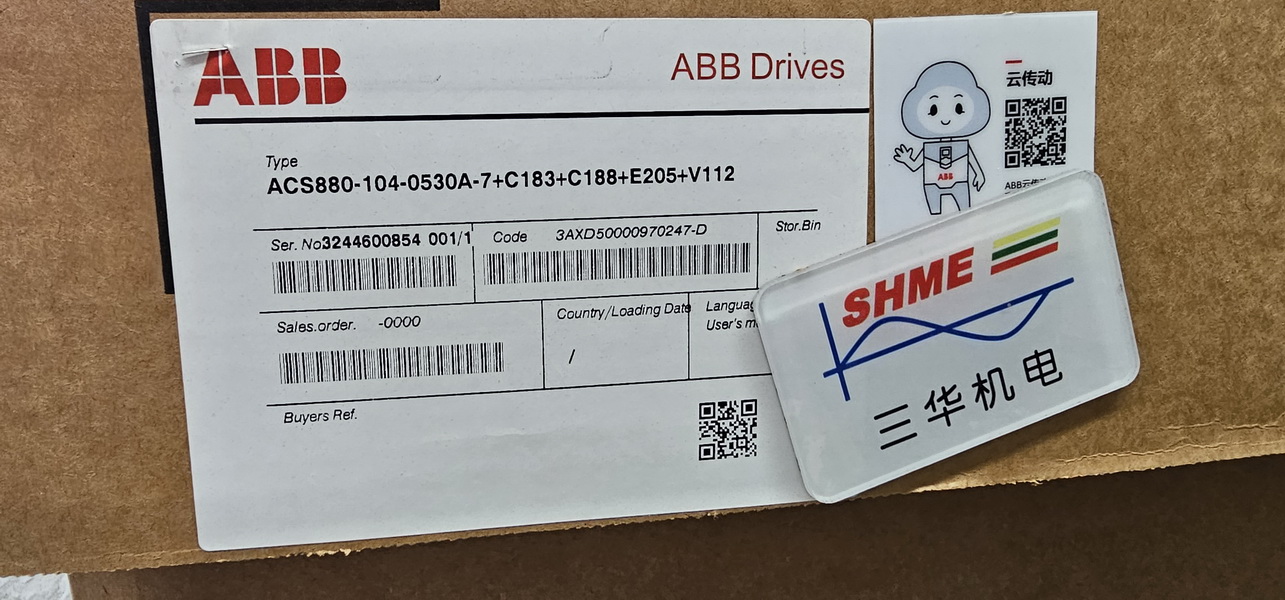 ABB
ABB Drives
Type
ACS880-104-0530A-7+C183+C188+E205+V112
Ser. No3244600854 001/1
Code 3AXD50000970247-D
Stor.Bin
Sales.order. -0000
Country/Loading Date
/
User's
Buyers Ref.
云传动
ABB
SHME
三华机电